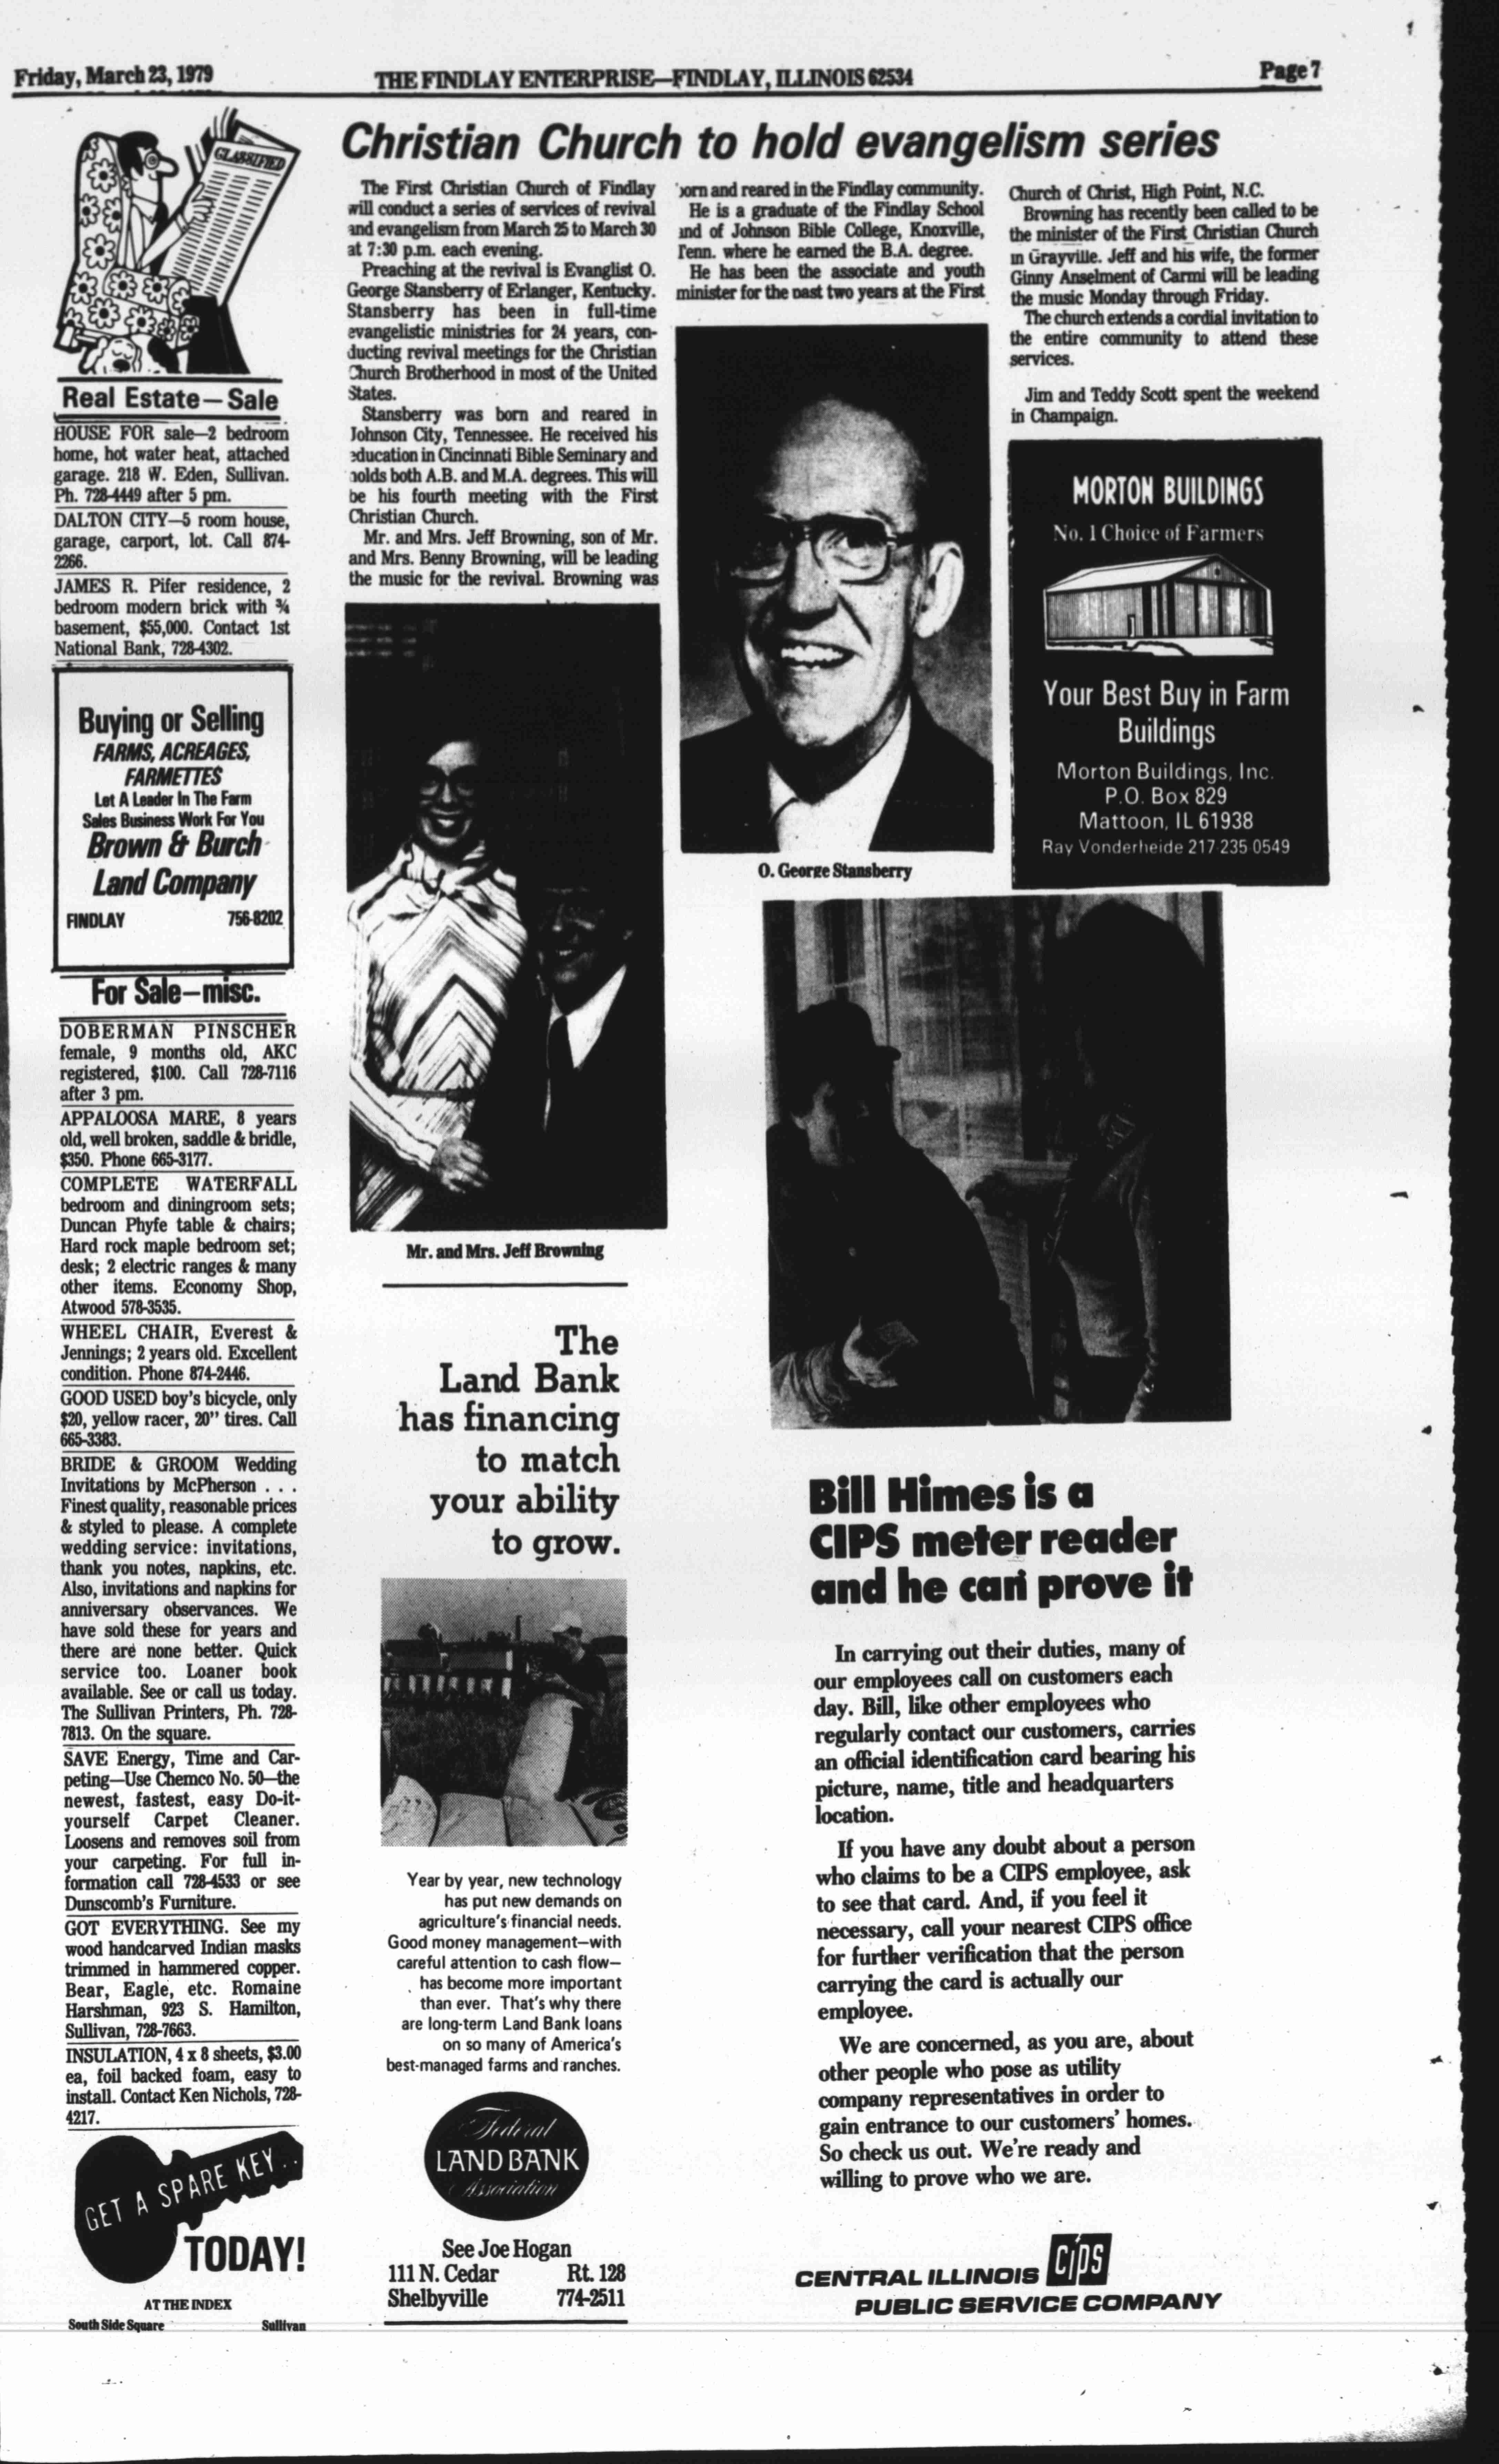 Friday, March 23, 1979
THE FINDLAY ENTERPRISE—FINDLAY, ILLINOIS 62534
Page 7
CLASSIFIED
Real Estate—Sale
HOUSE FOR sale—2 bedroom
home, hot water heat, attached
garage. 218 W. Eden, Sullivan.
Ph. 728-4449 after 5 pm.
DALTON CITY—5 room house,
garage, carport, lot. Call 874-
2266.
JAMES R. Pifer residence, 2
bedroom modern brick with ¾
basement, $55,000. Contact 1st
National Bank, 728-4302.
Buying or Selling
FARMS, ACREAGES,
FARMETTES
Let A Leader In The Farm
Sales Business Work For You
Brown & Burch
Land Company
FINDLAY 756-8202
For Sale—misc.
DOBERMAN PINSCHER
female, 9 months old, AKC
registered, $100. Call 728-7116
after 3 pm.
APPALOOSA MARE, 8 years
old, well broken, saddle & bridle,
$350. Phone 665-3177.
COMPLETE WATERFALL
bedroom and diningroom sets;
Duncan Phyfe table & chairs;
Hard rock maple bedroom set;
desk; 2 electric ranges & many
other items. Economy Shop,
Atwood 578-3535.
WHEEL CHAIR, Everest &
Jennings; 2 years old. Excellent
condition. Phone 874-2446.
GOOD USED boy's bicycle, only
$20, yellow racer, 20" tires. Call
665-3383.
BRIDE & GROOM Wedding
Invitations by McPherson . . .
Finest quality, reasonable prices
& styled to please. A complete
wedding service: invitations,
thank you notes, napkins, etc.
Also, invitations and napkins for
anniversary observances. We
have sold these for years and
there are none better. Quick
service too. Loaner book
available. See or call us today.
The Sullivan Printers, Ph. 728-
7813. On the square.
SAVE Energy, Time and Car-
peting—Use Chemco No. 50—the
newest, fastest, easy Do-it-
yourself Carpet Cleaner.
Loosens and removes soil from
your carpeting. For full in-
formation call 728-4533 or see
Dunscomb's Furniture.
GOT EVERYTHING. See my
wood handcarved Indian masks
trimmed in hammered copper.
Bear, Eagle, etc. Romaine
Harshman, 923 S. Hamilton,
Sullivan, 728-7663.
INSULATION, 4 x 8 sheets, $3.00
ea, foil backed foam, easy to
install. Contact Ken Nichols, 728-
4217.
GET A SPARE KEY . .
TODAY!
AT THE INDEX
South Side Square Sullivan
Christian Church to hold evangelism series
The First Christian Church of Findlay
will conduct a series of services of revival
and evangelism from March 25 to March 30
at 7:30 p.m. each evening.
Preaching at the revival is Evanglist O.
George Stansberry of Erlanger, Kentucky.
Stansberry has been in full-time
evangelistic ministries for 24 years, con-
ducting revival meetings for the Christian
Church Brotherhood in most of the United
States.
Stansberry was born and reared in
Johnson City, Tennessee. He received his
education in Cincinnati Bible Seminary and
holds both A.B. and M.A. degrees. This will
be his fourth meeting with the First
Christian Church.
Mr. and Mrs. Jeff Browning, son of Mr.
and Mrs. Benny Browning, will be leading
the music for the revival. Browning was
born and reared in the Findlay community.
He is a graduate of the Findlay School
and of Johnson Bible College, Knoxville,
Tenn. where he earned the B.A. degree.
He has been the associate and youth
minister for the past two years at the First
Church of Christ, High Point, N.C.
Browning has recently been called to be
the minister of the First Christian Church
in Grayville. Jeff and his wife, the former
Ginny Anselment of Carmi will be leading
the music Monday through Friday.
The church extends a cordial invitation to
the entire community to attend these
services.
Jim and Teddy Scott spent the weekend
in Champaign.
Mr. and Mrs. Jeff Browning
O. George Stansberry
MORTON BUILDINGS
No. 1 Choice of Farmers
Your Best Buy in Farm
Buildings
Morton Buildings, Inc.
P.O. Box 829
Mattoon, IL 61938
Ray Vonderheide 217 235 0549
The
Land Bank
has financing
to match
your ability
to grow.
Year by year, new technology
has put new demands on
agriculture's financial needs.
Good money management—with
careful attention to cash flow—
has become more important
than ever. That's why there
are long-term Land Bank loans
on so many of America's
best-managed farms and ranches.
Federal
LAND BANK
Association
See Joe Hogan
111 N. Cedar Rt. 128
Shelbyville 774-2511
Bill Himes is a
CIPS meter reader
and he can prove it
In carrying out their duties, many of
our employees call on customers each
day. Bill, like other employees who
regularly contact our customers, carries
an official identification card bearing his
picture, name, title and headquarters
location.
If you have any doubt about a person
who claims to be a CIPS employee, ask
to see that card. And, if you feel it
necessary, call your nearest CIPS office
for further verification that the person
carrying the card is actually our
employee.
We are concerned, as you are, about
other people who pose as utility
company representatives in order to
gain entrance to our customers' homes.
So check us out. We're ready and
willing to prove who we are.
CENTRAL ILLINOIS CIPS
PUBLIC SERVICE COMPANY